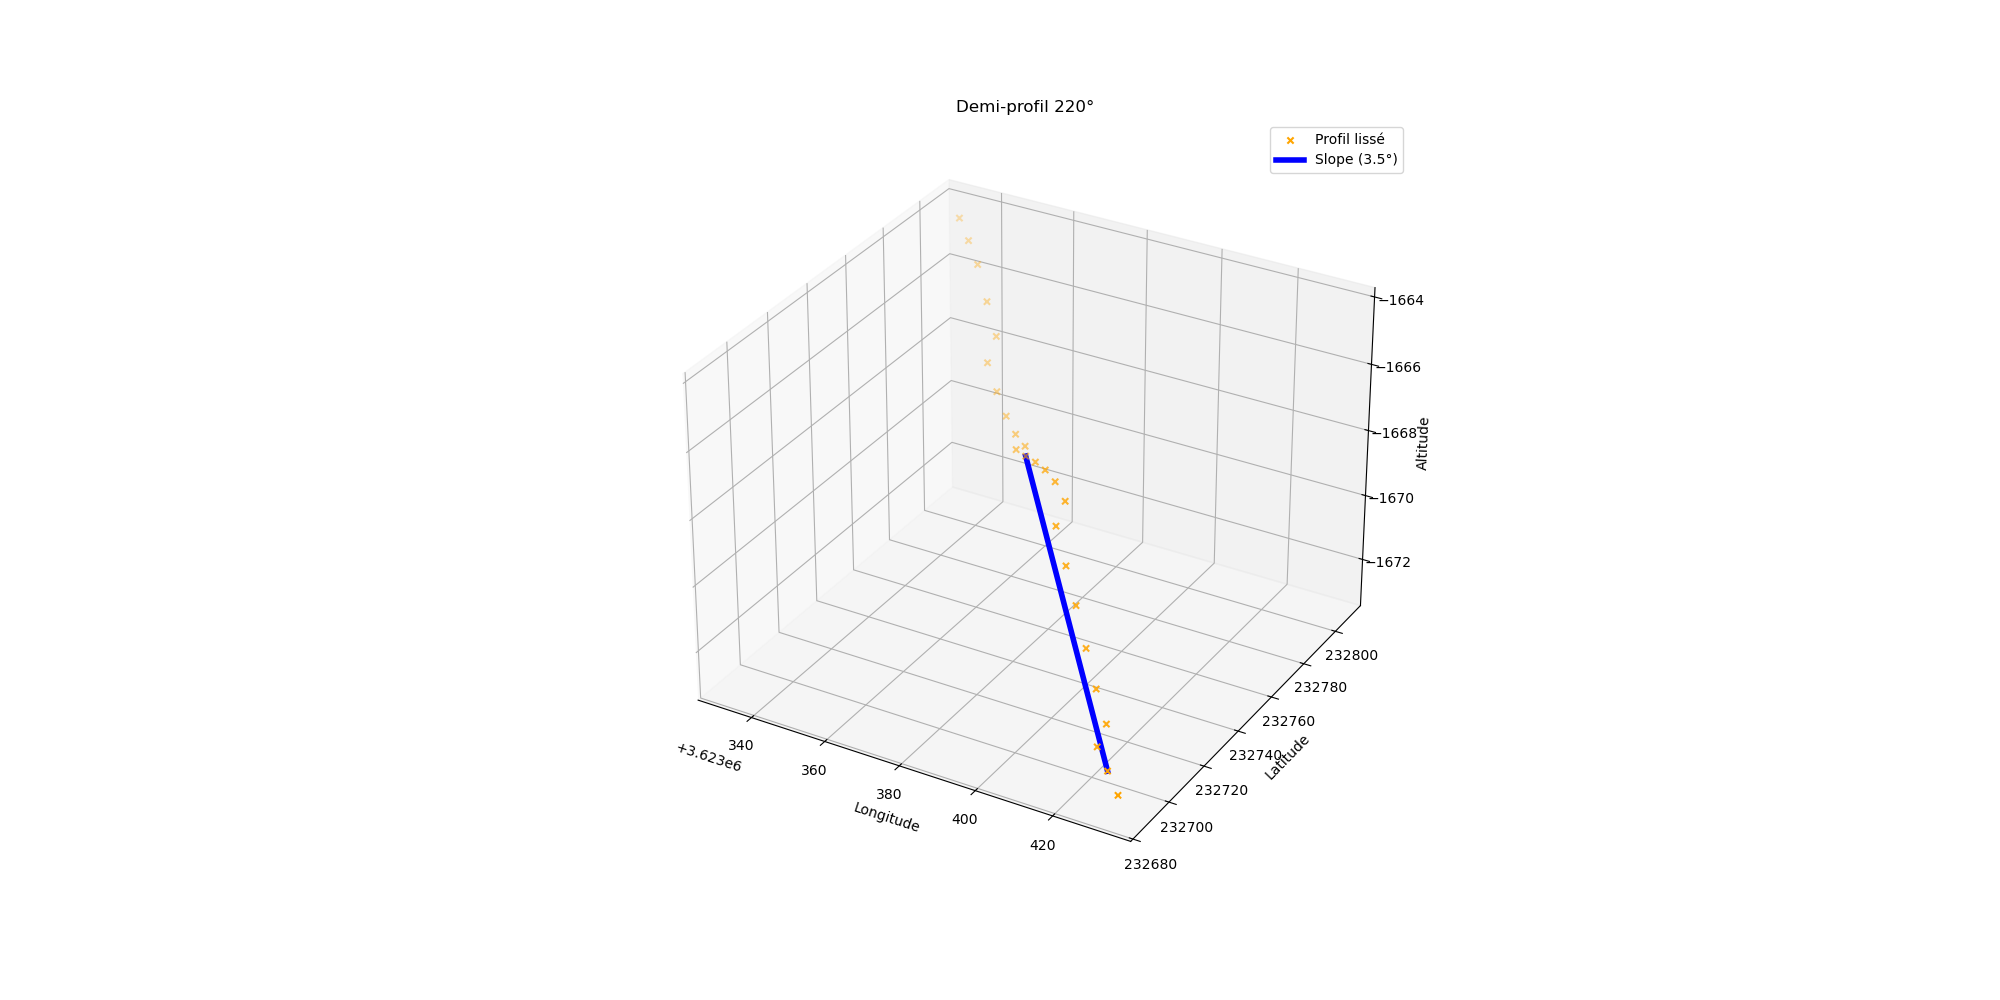 Demi-profil 220°
Profil lissé
Slope (3.5°)
−1664
−1666
−1668
−1670
−1672
Altitude
232800
232780
232760
232740
232720
232700
232680
Latitude
340
360
380
400
420
+3.623e6
Longitude